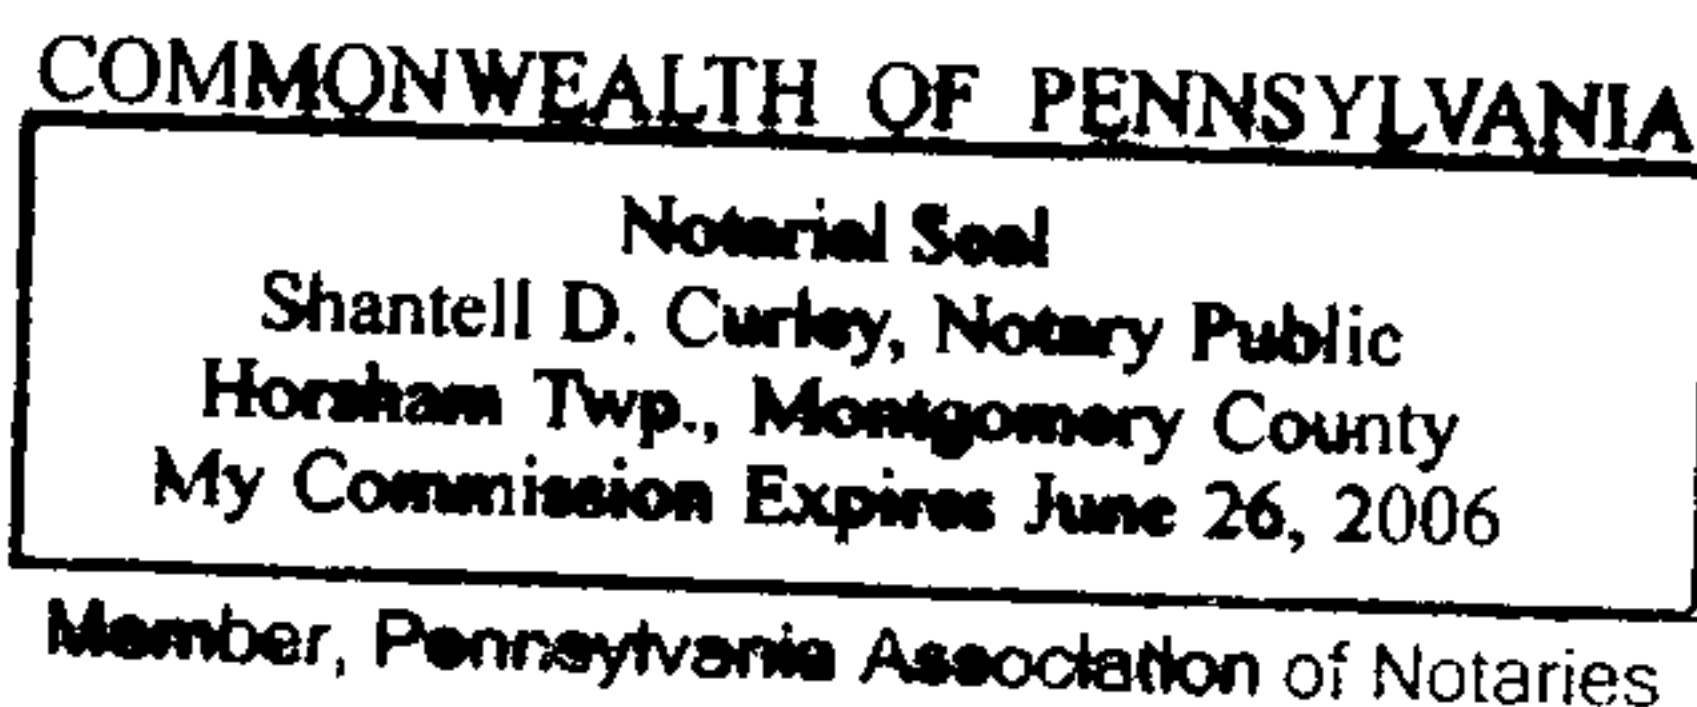 COMMONWEALTH OF PENNSYLVANIA
Notarial Seal
Shantell D. Curley, Notary Public
Horsham Twp., Montgomery County
My Commission Expires June 26, 2006
Member, Pennsylvania Association of Notaries